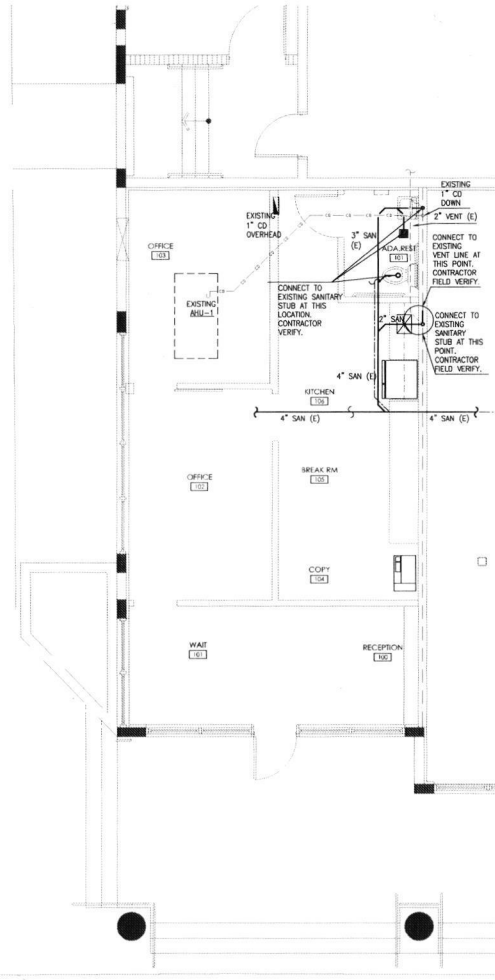 EXISTING
1" CD
DOWN
2" VENT (E)
EXISTING
1" CD
OVERHEAD
3" SAN
(E)
ADA.REST
101
OFFICE
103
CONNECT TO
EXISTING
VENT LINE AT
THIS POINT.
CONTRACTOR
FIELD VERIFY.
CONNECT TO
EXISTING SANITARY
STUB AT THIS
LOCATION.
CONTRACTOR
VERIFY.
EXISTING
AHU-1
2" SAN
CONNECT TO
EXISTING
SANITARY
STUB AT THIS
POINT.
CONTRACTOR
FIELD VERIFY.
4" SAN (E)
KITCHEN
106
4" SAN (E)
4" SAN (E)
OFFICE
102
BREAK RM
105
COPY
104
WAIT
101
RECEPTION
100